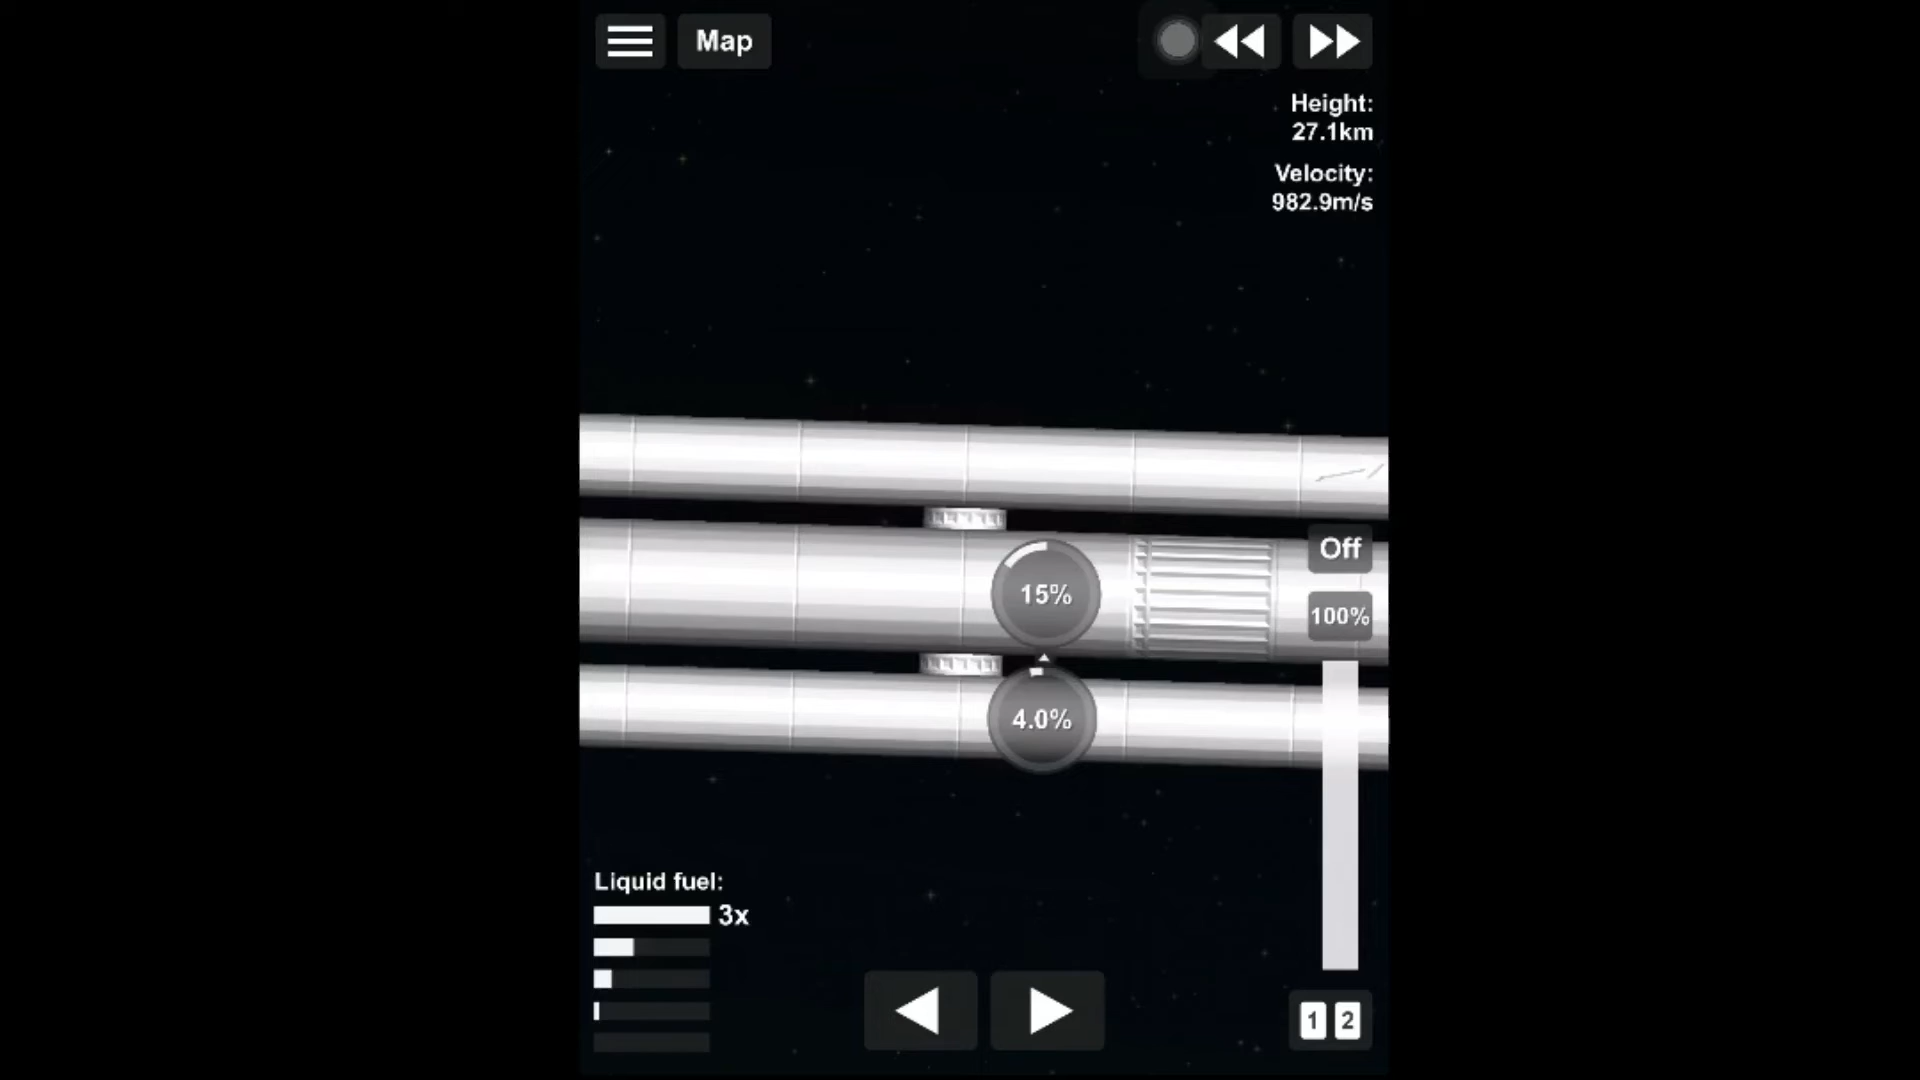 Map
Height:
27.1km
Velocity:
982.9m/s
Off
15%
100%
4.0%
Liquid fuel:
3x
1 2